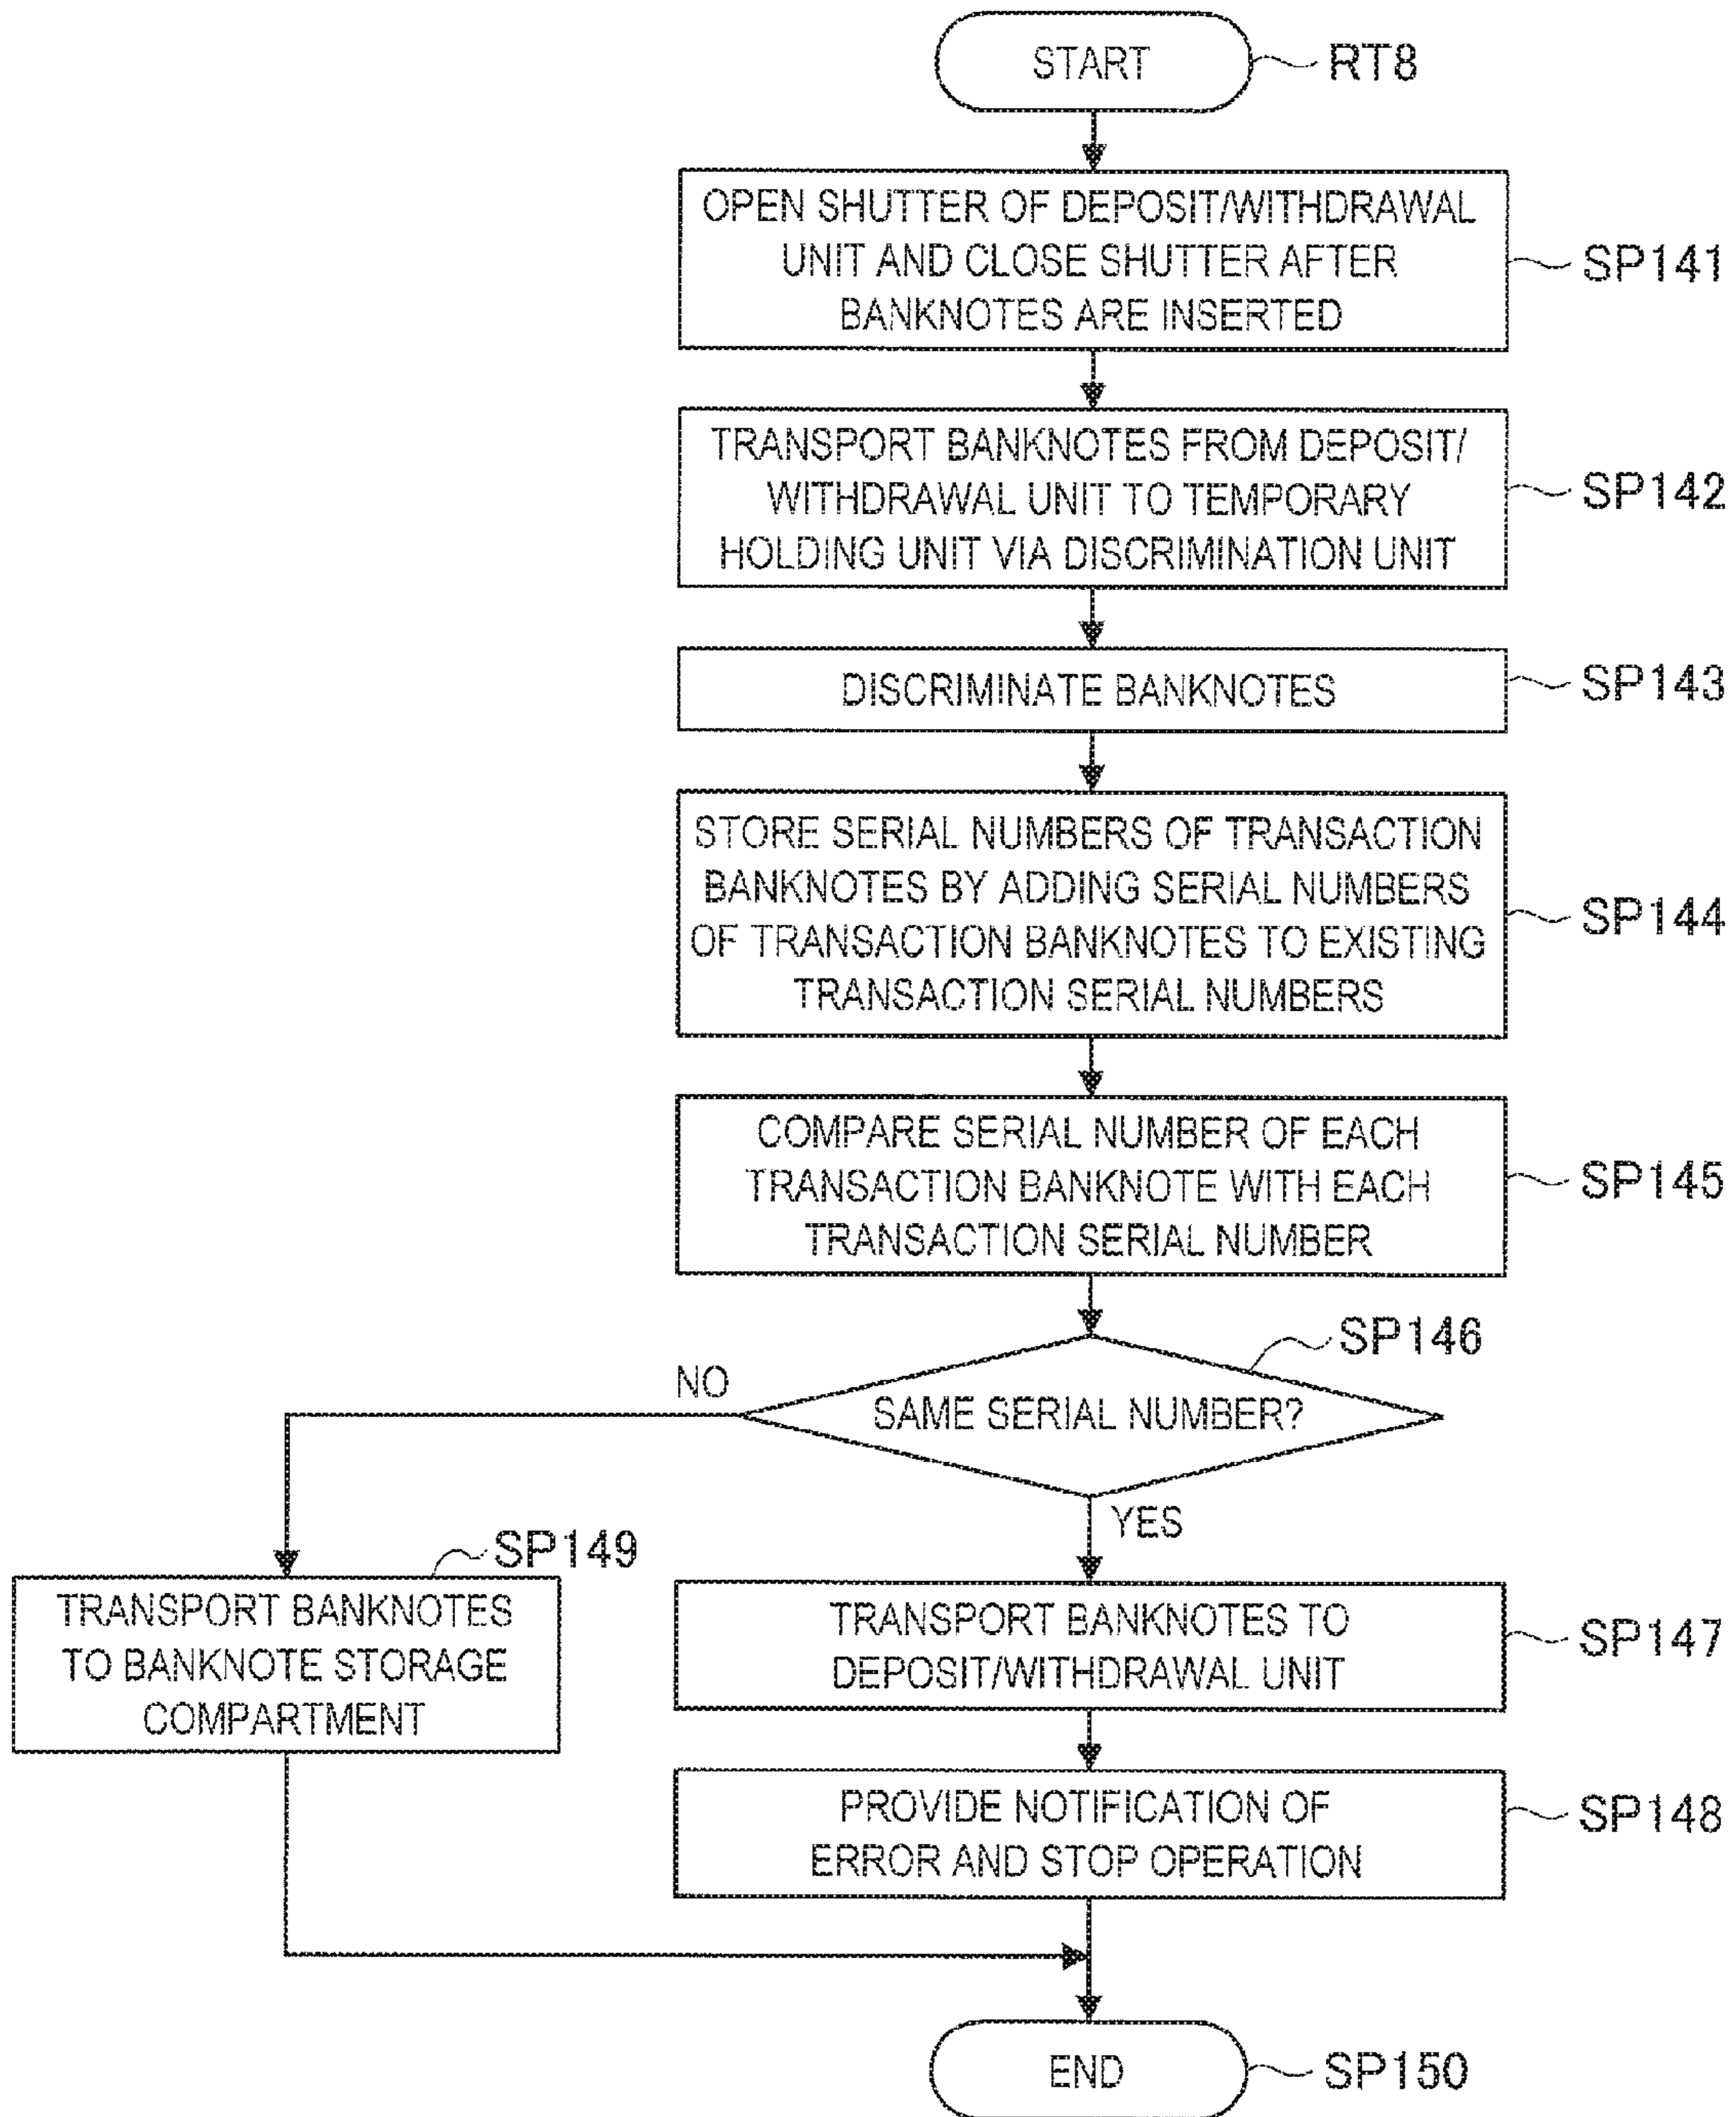 START
RT8
OPEN SHUTTER OF DEPOSIT/WITHDRAWAL
UNIT AND CLOSE SHUTTER AFTER
BANKNOTES ARE INSERTED
SP141
TRANSPORT BANKNOTES FROM DEPOSIT/
WITHDRAWAL UNIT TO TEMPORARY
HOLDING UNIT VIA DISCRIMINATION UNIT
SP142
DISCRIMINATE BANKNOTES
SP143
STORE SERIAL NUMBERS OF TRANSACTION
BANKNOTES BY ADDING SERIAL NUMBERS
OF TRANSACTION BANKNOTES TO EXISTING
TRANSACTION SERIAL NUMBERS
SP144
COMPARE SERIAL NUMBER OF EACH
TRANSACTION BANKNOTE WITH EACH
TRANSACTION SERIAL NUMBER
SP145
SP146
NO
SAME SERIAL NUMBER?
YES
SP149
TRANSPORT BANKNOTES
TO BANKNOTE STORAGE
COMPARTMENT
TRANSPORT BANKNOTES TO
DEPOSIT/WITHDRAWAL UNIT
SP147
PROVIDE NOTIFICATION OF
ERROR AND STOP OPERATION
SP148
END
SP150